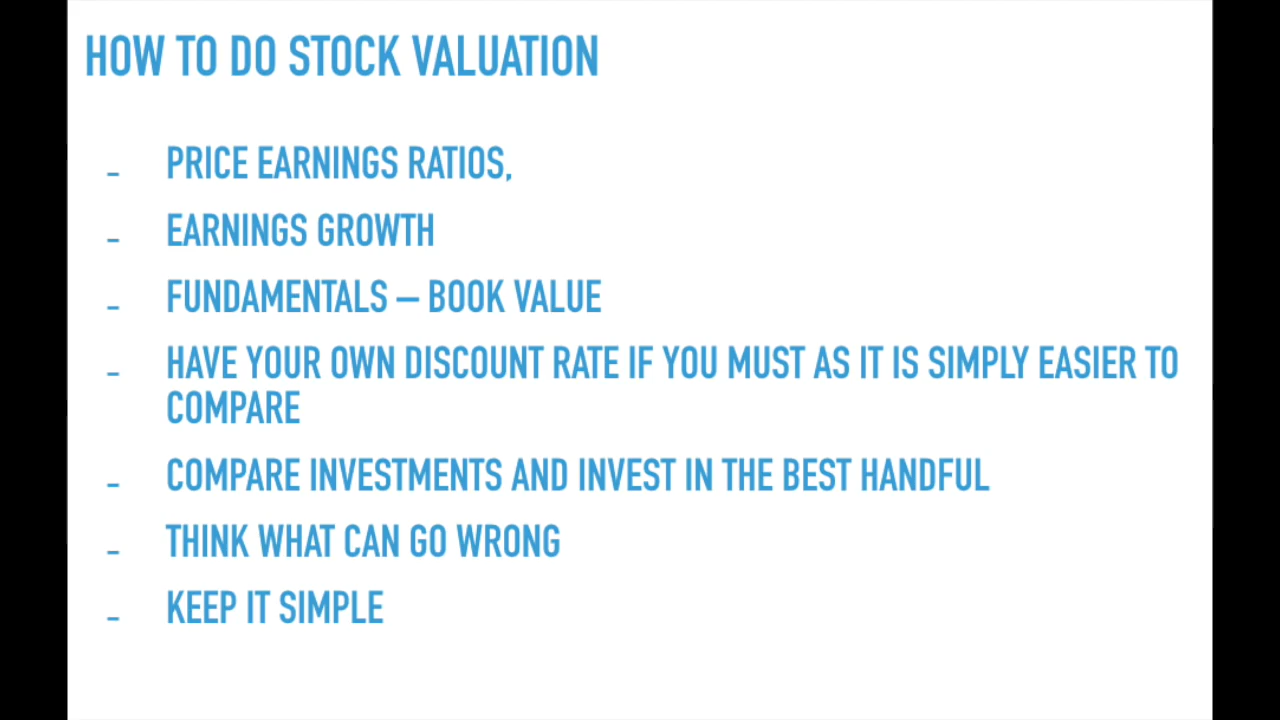 HOW TO DO STOCK VALUATION
- PRICE EARNINGS RATIOS,
- EARNINGS GROWTH
- FUNDAMENTALS – BOOK VALUE
- HAVE YOUR OWN DISCOUNT RATE IF YOU MUST AS IT IS SIMPLY EASIER TO
COMPARE
- COMPARE INVESTMENTS AND INVEST IN THE BEST HANDFUL
- THINK WHAT CAN GO WRONG
- KEEP IT SIMPLE